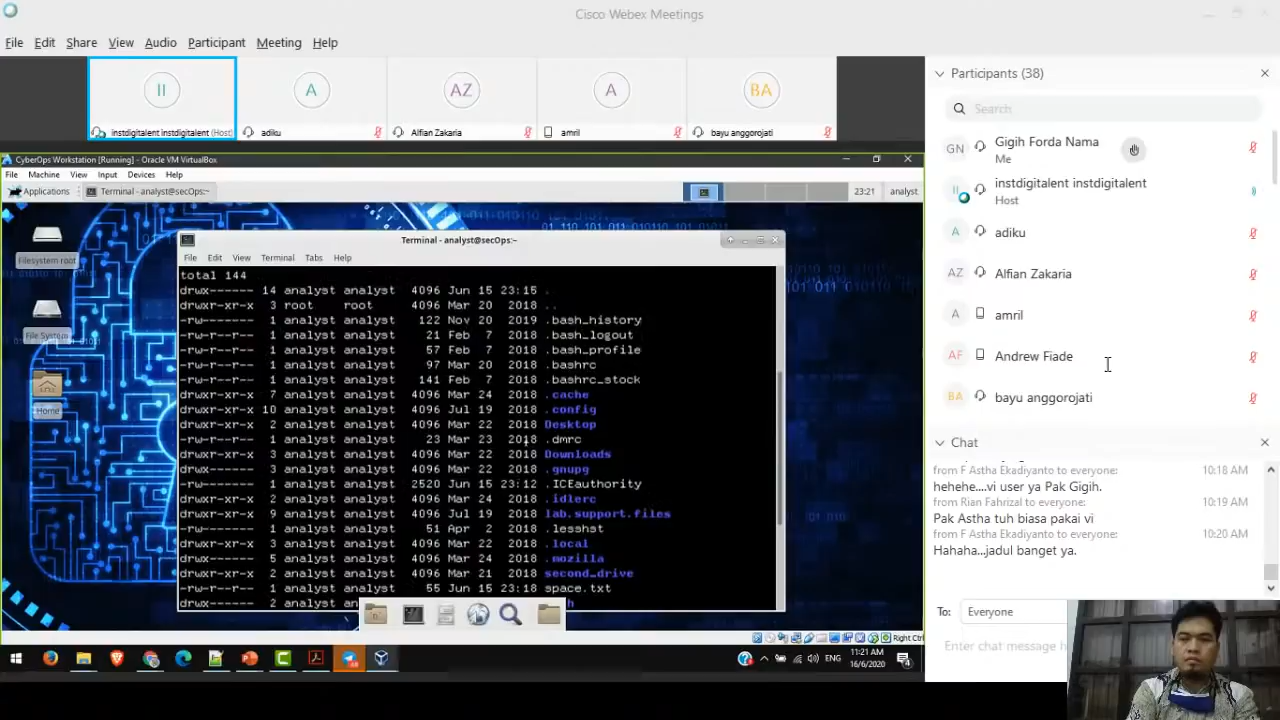 Cisco Webex Meetings
File Edit Share View Audio Participant Meeting Help
II A AZ A BA
instdigitalent instdigitalent (Host) adiku Alfian Zakaria amril bayu anggorojati
CyberOps Workstation [Running] - Oracle VM VirtualBox
File Machine View Input Devices Help
Applications Terminal - analyst@secOps:~ 23:21 analyst
Filesystem root
File System
Home
Terminal - analyst@secOps:~
File Edit View Terminal Tabs Help
total 144
drwx------ 14 analyst analyst 4096 Jun 15 23:15 .
drwxr-xr-x 3 root root 4096 Mar 20 2018 ..
-rw------- 1 analyst analyst 122 Nov 20 2019 .bash_history
-rw-r--r-- 1 analyst analyst 21 Feb 7 2018 .bash_logout
-rw-r--r-- 1 analyst analyst 57 Feb 7 2018 .bash_profile
-rw-r--r-- 1 analyst analyst 97 Mar 20 2018 .bashrc
-rw-r--r-- 1 analyst analyst 141 Feb 7 2018 .bashrc_stock
drwxr-xr-x 7 analyst analyst 4096 Mar 24 2018 .cache
drwxr-xr-x 10 analyst analyst 4096 Jul 19 2018 .config
drwxr-xr-x 2 analyst analyst 4096 Mar 22 2018 Desktop
-rw-r--r-- 1 analyst analyst 23 Mar 23 2018 .dmrc
drwxr-xr-x 3 analyst analyst 4096 Mar 22 2018 Downloads
drwx------ 3 analyst analyst 4096 Mar 22 2018 .gnupg
-rw------- 1 analyst analyst 2520 Jun 15 23:12 .ICEauthority
drwxr-xr-x 2 analyst analyst 4096 Mar 24 2018 .idlerc
drwxr-xr-x 9 analyst analyst 4096 Jul 19 2018 lab.support.files
-rw------- 1 analyst analyst 51 Apr 2 2018 .lesshst
drwxr-xr-x 3 analyst analyst 4096 Mar 22 2018 .local
drwx------ 5 analyst analyst 4096 Mar 24 2018 .mozilla
drwxr-xr-x 2 analyst analyst 4096 Mar 21 2018 second_drive
-rw-r--r-- 1 analyst analyst 55 Jun 15 23:18 space.txt
drwx------ 2 analyst
Right Ctrl
ENG 11:21 AM
16/6/2020
Participants (38)
Search
GN Gigih Forda Nama
Me
II instdigitalent instdigitalent
Host
A adiku
AZ Alfian Zakaria
A amril
AF Andrew Fiade
BA bayu anggorojati
Chat
from F Astha Ekadiyanto to everyone: 10:18 AM
hehehe....vi user ya Pak Gigih.
from Rian Fahrizal to everyone: 10:19 AM
Pak Astha tuh biasa pakai vi
from F Astha Ekadiyanto to everyone: 10:20 AM
Hahaha...jadul banget ya.
To: Everyone
Enter chat message h